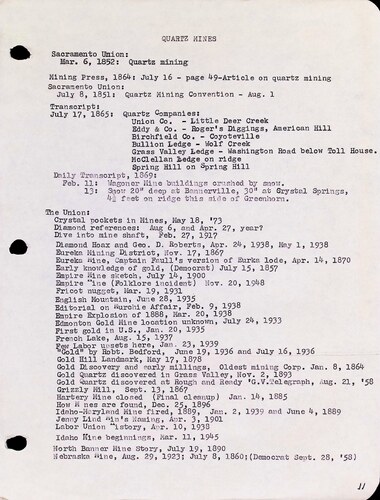 QUARTZ MINES
Sacramento Union:
Mar. 6, 1852: Quartz mining
Mining Press, 1864: July 16 - page 49-Article on quartz mining
Sacramento Union:
July 8, 1851: Quartz Mining Convention - Aug. 1
Transcript:
July 17, 1865: Quartz Companies:
Union Co. - Little Deer Creek
Eddy & Co. - Roger's Diggings, American Hill
Birchfield Co. - Coyoteville
Bullion Ledge - Wolf Creek
Grass Valley Ledge - Washington Road below Toll House.
McClellan Ledge on ridge
Spring Hill on Spring Hill
Daily Transcript, 1869:
Feb. 11: Wagoner Mine buildings crushed by snow.
13: Snow 20" deep at Bannerville, 30" at Crystal Springs,
4½ feet on ridge this side of Greenhorn.
The Union:
Crystal pockets in Mines, May 18, '73
Diamond references: Aug 6, and Apr. 27, year?
Dive into mine shaft, Feb. 27, 1917
Diamond Hoax and Geo. D. Roberts, Apr. 24, 1938, May 1, 1938
Eureka Mining District, Nov. 17, 1867
Eureka Mine, Captain Faull's version of Eurka lode, Apr. 14, 1870
Early knowledge of gold, (Democrat) July 15, 1857
Empire Mine sketch, July 14, 1900
Empire Mine (Folklore incident) Nov. 20, 1948
Fricot nugget, Mar. 19, 1931
English Mountain, June 28, 1935
Editorial on Murchie Affair, Feb. 9, 1938
Empire Explosion of 1888, Mar. 20, 1938
Edmonton Gold Mine location unknown, July 24, 1933
First gold in U.S., Jan. 20, 1935
French Lake, Aug. 15, 1937
Few Labor upsets here, Jan. 23, 1939
"Gold" by Robt. Bedford, June 19, 1936 and July 16, 1936
Gold Hill Landmark, May 17, 1878
Gold Discovery and early millings, Oldest mining Corp. Jan. 8, 1864
Gold Quartz discovered in Grass Valley, Nov. 2, 1893
Gold Quartz discovered at Rough and Ready 'G.V.Telegraph, Aug. 21, '58
Grizzly Mill, Sept. 13, 1867
Hartery Mine cloned (Final cleanup) Jan. 14, 1885
How Mines are found, Dec. 25, 1896
Idaho-Maryland Mine fired, 1889, Jan. 2, 1939 and June 4, 1889
Jenny Lind Min's Naming, Apr. 3, 1901
Labor Union History, Apr. 10, 1938
Idaho Mine beginnings, Mar. 11, 1945
North Banner Mine Story, July 19, 1890
Nebraska Mine, Aug. 29, 1923; July 8, 1860;(Democrat Sept. 28, '58)
11